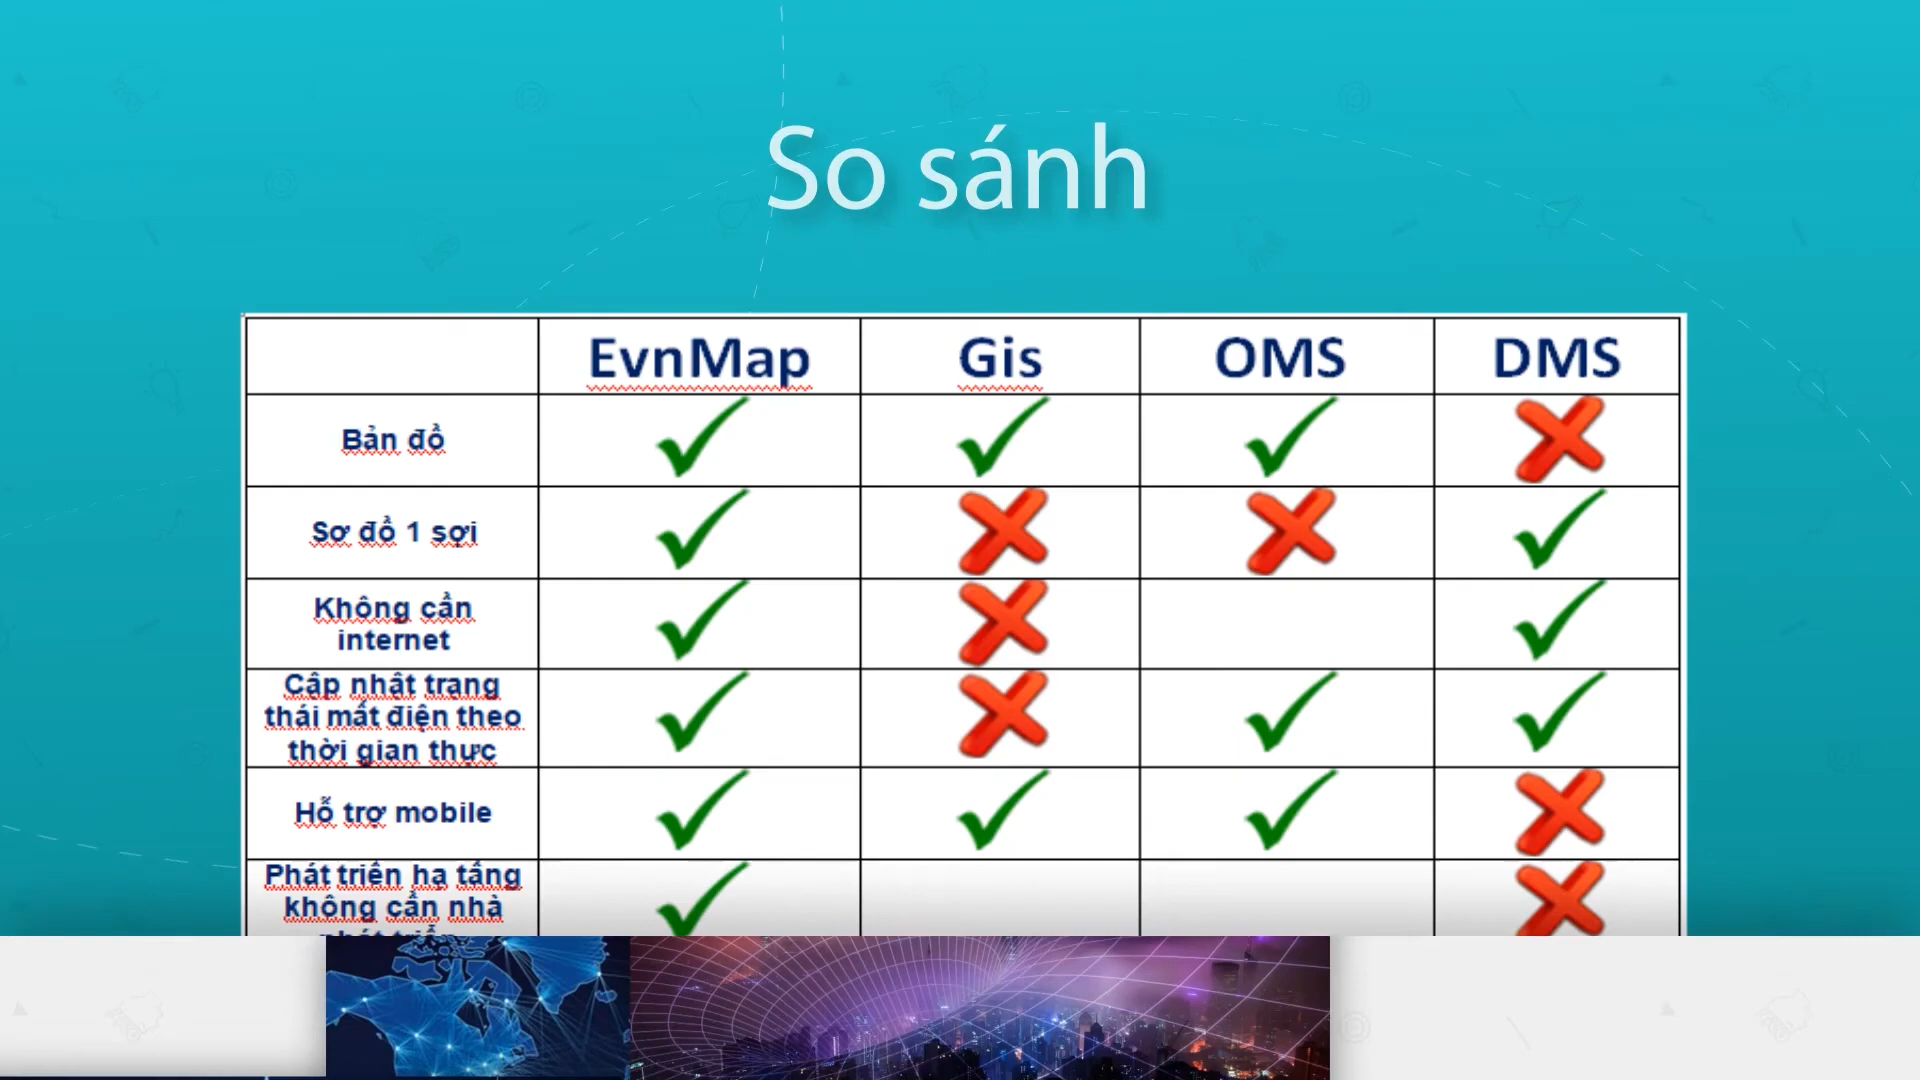 So sánh
EvnMap Gis OMS DMS
Bản đồ
Sơ đồ 1 sợi
Không cần
internet
Cập nhật trạng
thái mất điện theo
thời gian thực
Hỗ trợ mobile
Phát triển hạ tầng
không cần nhà